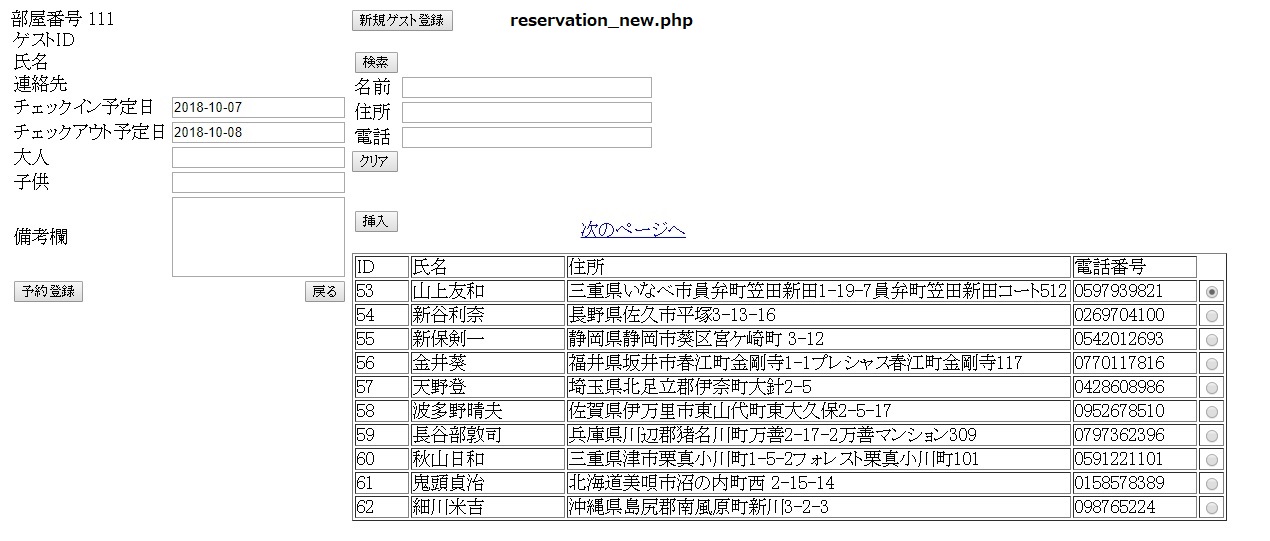 部屋番号 111
ゲストID
氏名
連絡先
チェックイン予定日 2018-10-07
チェックアウト予定日 2018-10-08
大人
子供
備考欄
予約登録 戻る
新規ゲスト登録 reservation_new.php
検索
名前
住所
電話
クリア
挿入 次のページへ
ID 氏名 住所 電話番号
53 山上友和 三重県いなべ市員弁町笠田新田1-19-7員弁町笠田新田コート512 0597939821
54 新谷利奈 長野県佐久市平塚3-13-16 0269704100
55 新保剣一 静岡県静岡市葵区宮ケ崎町 3-12 0542012693
56 金井葵 福井県坂井市春江町金剛寺1-1プレシャス春江町金剛寺117 0770117816
57 天野登 埼玉県北足立郡伊奈町大針2-5 0428608986
58 波多野晴夫 佐賀県伊万里市東山代町東大久保2-5-17 0952678510
59 長谷部敦司 兵庫県川辺郡猪名川町万善2-17-2万善マンション309 0797362396
60 秋山日和 三重県津市栗真小川町1-5-2フォレスト栗真小川町101 0591221101
61 鬼頭貞治 北海道美唄市沼の内町西 2-15-14 0158578389
62 細川米吉 沖縄県島尻郡南風原町新川3-2-3 098765224